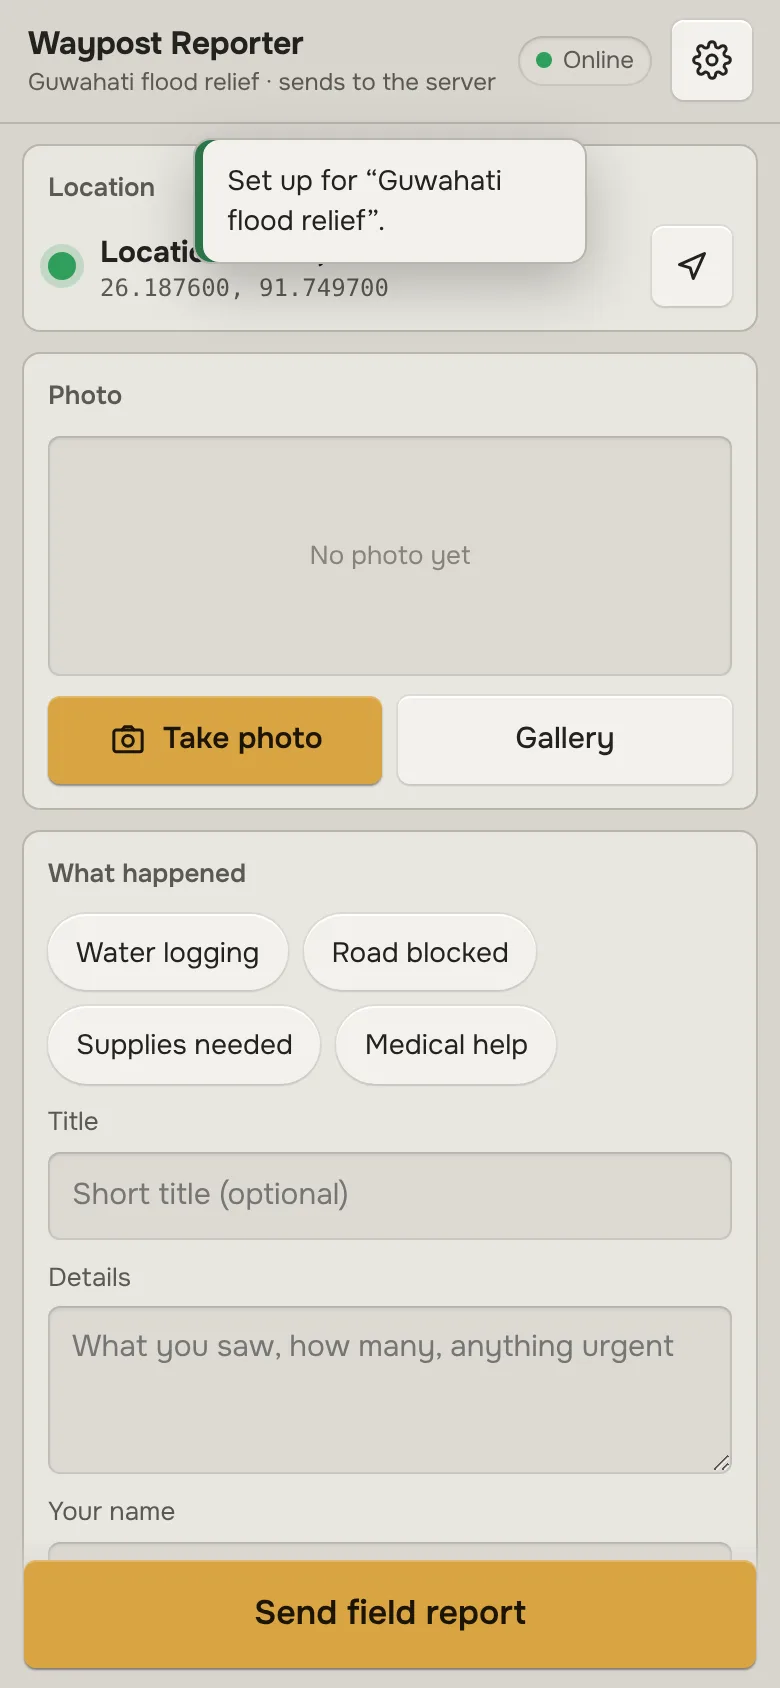 Waypost Reporter
Guwahati flood relief · sends to the server
Online
Set up for “Guwahati
flood relief”.
Location
26.187600, 91.749700
Photo
No photo yet
Take photo
Gallery
What happened
Water logging
Road blocked
Supplies needed
Medical help
Title
Short title (optional)
Details
What you saw, how many, anything urgent
Your name
Send field report